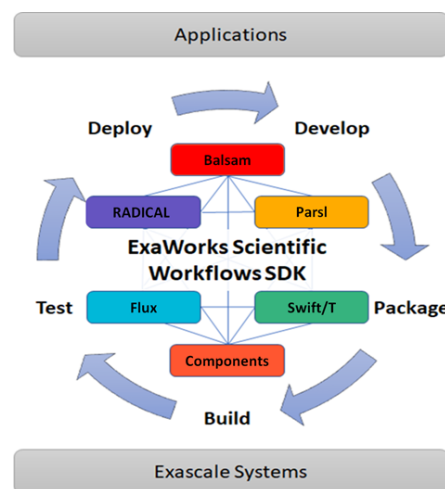 Applications
Deploy
Develop
Balsam
RADICAL
Parsl
ExaWorks Scientific
Workflows SDK
Test
Flux
Swift/T
Package
Components
Build
Exascale Systems